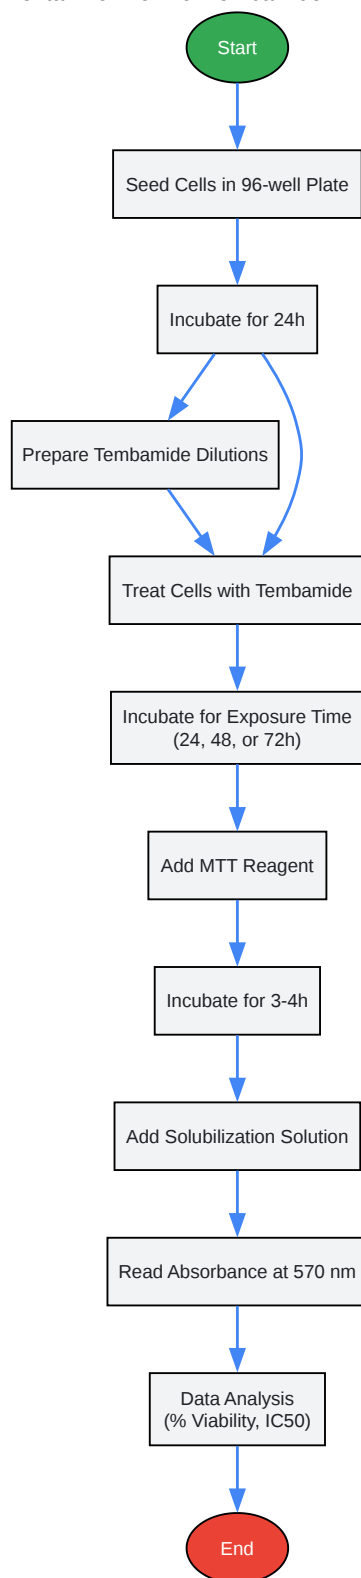 Start
Seed Cells in 96-well Plate
Incubate for 24h
Prepare Tembamide Dilutions
Treat Cells with Tembamide
Incubate for Exposure Time
(24, 48, or 72h)
Add MTT Reagent
Incubate for 3-4h
Add Solubilization Solution
Read Absorbance at 570 nm
Data Analysis
(% Viability, IC50)
End